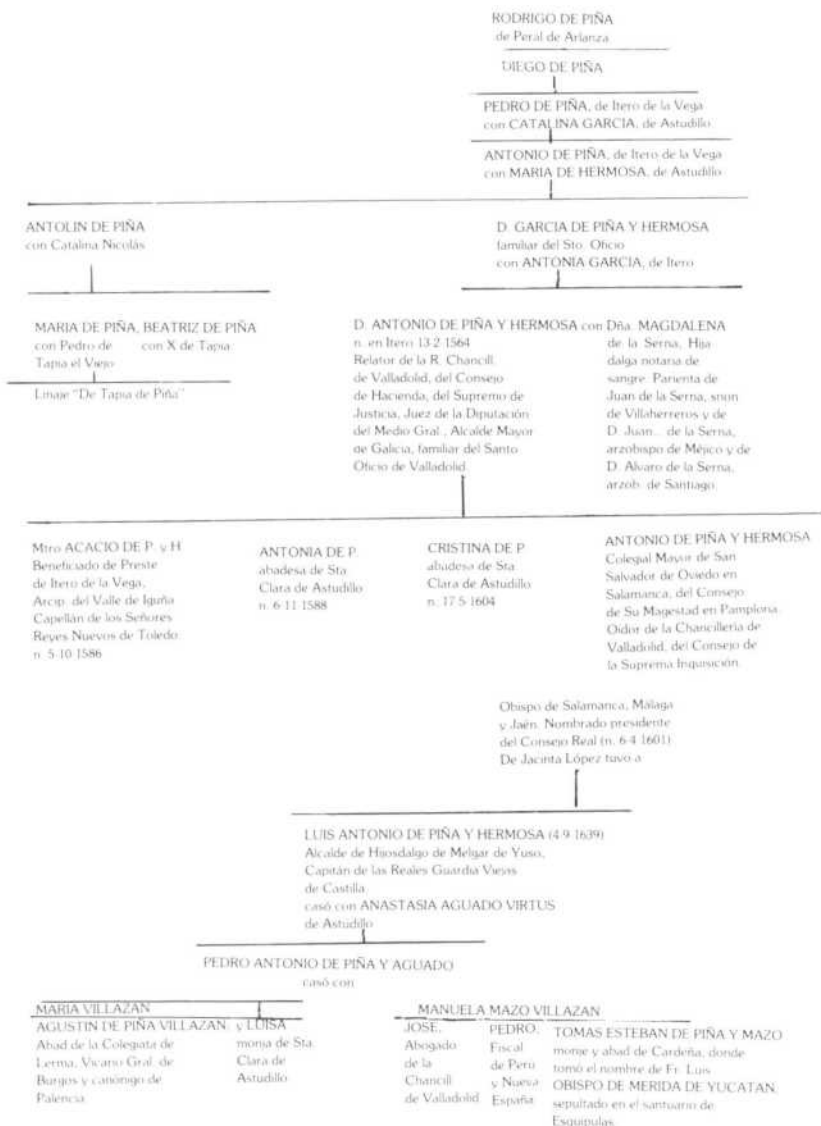 RODRIGO DE PIÑA
de Peral de Arlanza
DIEGO DE PIÑA
PEDRO DE PIÑA, de Itero de la Vega
con CATALINA GARCIA, de Astudillo.
ANTONIO DE PIÑA, de Itero de la Vega
con MARIA DE HERMOSA, de Astudillo
ANTOLIN DE PIÑA
con Catalina Nicolás
D. GARCIA DE PIÑA Y HERMOSA
familiar del Sto. Oficio
con ANTONIA GARCIA, de Itero
MARIA DE PIÑA, BEATRIZ DE PIÑA
con Pedro de con X de Tapia
Tapia el Viejo
Linaje "De Tapia de Piña"
D. ANTONIO DE PIÑA Y HERMOSA con Dña. MAGDALENA
n. en Itero 13-2-1564
Relator de la R. Chancill.
de Valladolid, del Consejo
de Hacienda, del Supremo de
Justicia, Juez de la Diputación
del Medio Gral., Alcalde Mayor
de Galicia, familiar del Santo
Oficio de Valladolid
de la Serna, Hija
dalga notaria de
sangre. Parienta de
Juan de la Serna, snun
de Villaherreros y de
D. Juan... de la Serna,
arzobispo de Méjico y de
D. Alvaro de la Serna,
arzob. de Santiago.
Mtro ACACIO DE P. y H
Beneficiado de Preste
de Itero de la Vega,
Arcip. del Valle de Iguña
Capellán de los Señores
Reyes Nuevos de Toledo
n. 5-10-1586
ANTONIA DE P.
abadesa de Sta
Clara de Astudillo
n. 6-11-1588
CRISTINA DE P.
abadesa de Sta
Clara de Astudillo
n. 17-5-1604
ANTONIO DE PIÑA Y HERMOSA
Colegial Mayor de San
Salvador de Oviedo en
Salamanca, del Consejo
de Su Magestad en Pamplona.
Oidor de la Chancillería de
Valladolid, del Consejo de
la Suprema Inquisición.
Obispo de Salamanca, Málaga
y Jaén. Nombrado presidente
del Consejo Real (n. 6-4-1601)
De Jacinta López tuvo a
LUIS ANTONIO DE PIÑA Y HERMOSA (4-9-1639)
Alcalde de Hijosdalgo de Melgar de Yuso,
Capitán de las Reales Guardia Viejas
de Castilla
casó con ANASTASIA AGUADO VIRTUS
de Astudillo
PEDRO ANTONIO DE PIÑA Y AGUADO
casó con
MARIA VILLAZAN
AGUSTIN DE PIÑA VILLAZAN y LUISA
Abad de la Colegiata de monja de Sta.
Lerma, Vicario Gral. de Clara de
Burgos y canónigo de Astudillo
Palencia
MANUELA MAZO VILLAZAN
JOSE,
Abogado
de la
Chancill
de Valladolid
PEDRO,
Fiscal
de Perú
y Nueva
España
TOMAS ESTEBAN DE PIÑA Y MAZO
monje y abad de Cardeña, donde
tomó el nombre de Fr. Luis
OBISPO DE MERIDA DE YUCATAN,
sepultado en el santuario de
Esquipulas